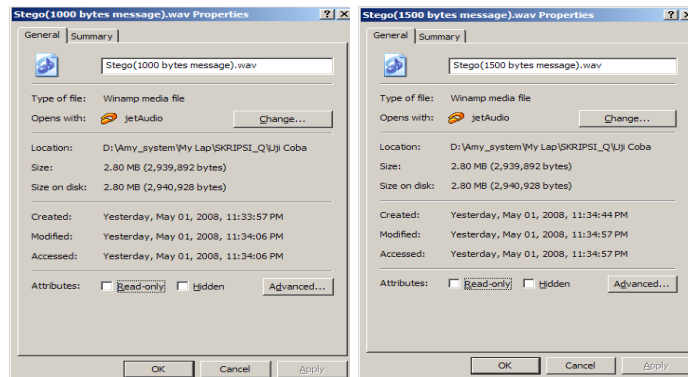 Stego(1000 bytes message).wav Properties
General Summary
Stego(1000 bytes message).wav
Type of file: Winamp media file
Opens with: jetAudio Change...
Location: D:\Amy_system\My Lap\SKRIPSI_Q\Uji Coba
Size: 2.80 MB (2,939,892 bytes)
Size on disk: 2.80 MB (2,940,928 bytes)
Created: Yesterday, May 01, 2008, 11:33:57 PM
Modified: Yesterday, May 01, 2008, 11:34:06 PM
Accessed: Yesterday, May 01, 2008, 11:34:06 PM
Attributes: Read-only Hidden Advanced...
OK Cancel Apply
Stego(1500 bytes message).wav Properties
General Summary
Stego(1500 bytes message).wav
Type of file: Winamp media file
Opens with: jetAudio Change...
Location: D:\Amy_system\My Lap\SKRIPSI_Q\Uji Coba
Size: 2.80 MB (2,939,892 bytes)
Size on disk: 2.80 MB (2,940,928 bytes)
Created: Yesterday, May 01, 2008, 11:34:44 PM
Modified: Yesterday, May 01, 2008, 11:34:57 PM
Accessed: Yesterday, May 01, 2008, 11:34:57 PM
Attributes: Read-only Hidden Advanced...
OK Cancel Apply